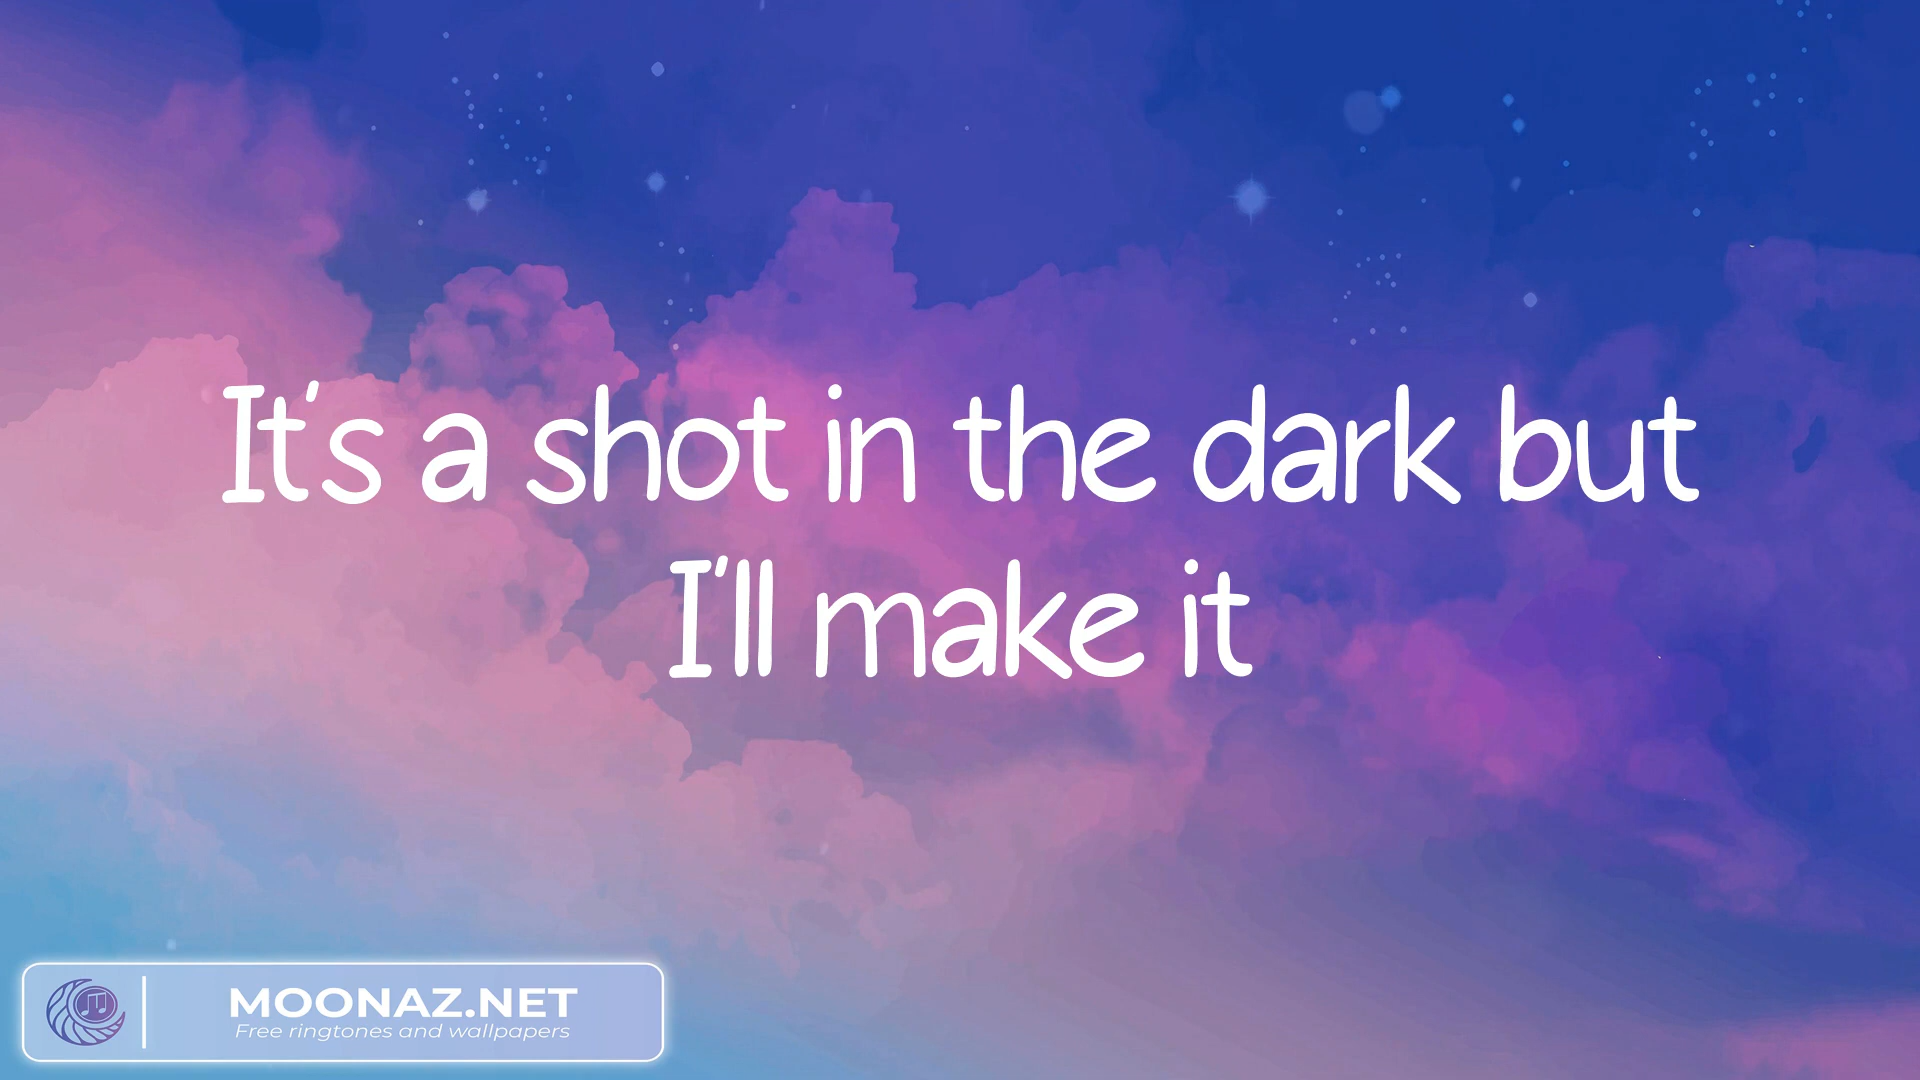 It's a shot in the dark but
I'll make it
MOONAZ.NET
Free ringtones and wallpapers